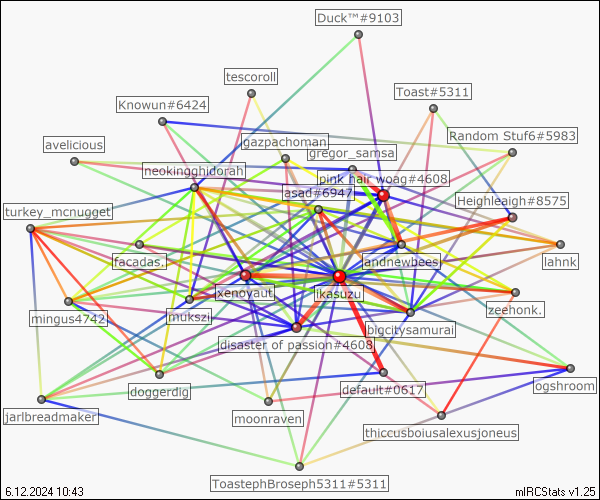 Duck™#9103
tescoroll
Toast#5311
Knowun#6424
Random Stuf6#5983
avelicious
gazpachoman
gregor_samsa
neokingghidorah
pink hair woag#4608
asad#6947
Heighleaigh#8575
turkey_mcnugget
facadas.
andnewbees
lahnk
xenoyaut
ikasuzu
zeehonk.
mingus4742
mukszi
bigcitysamurai
disaster of passion#4608
doggerdig
default#0617
ogshroom
jarlbreadmaker
moonraven
thiccusboiusalexusjoneus
ToastephBroseph5311#5311
6.12.2024 10:43
mIRCStats v1.25